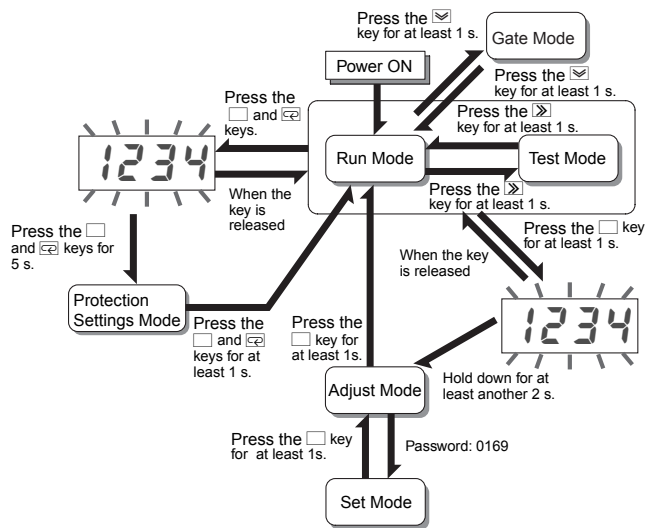 Press the
key for at least 1 s.
Gate Mode
Power ON
Press the
key for at least 1 s.
Press the
and
keys.
Press the
key for at least 1 s.
1234
Run Mode
Test Mode
When the
key is
released
Press the
key for at least 1 s.
Press the
and keys for
5 s.
When the key
is released
Press the key
for at least 1 s.
Protection
Settings Mode
1234
Press the
and
keys for at
least 1 s.
Press the
key for
at least 1s.
Adjust Mode
Hold down for at
least another 2 s.
Press the key
for at least 1s.
Password: 0169
Set Mode